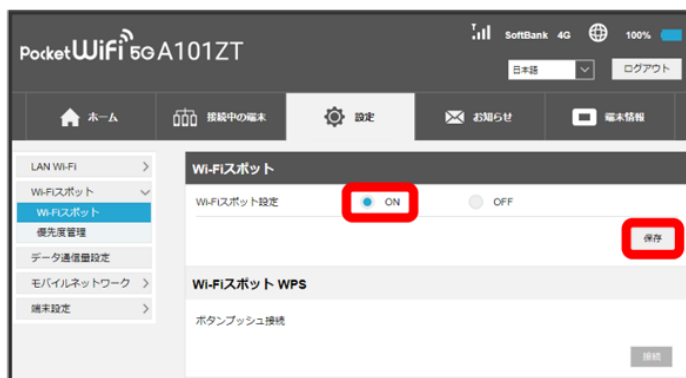 SoftBank 4G 100%
PocketWiFi 5G A101ZT
日本語 ログアウト
ホーム 接続中の端末 設定 お知らせ 端末情報
LAN Wi-Fi
Wi-Fiスポット
Wi-Fiスポット
優先度管理
データ通信量設定
モバイルネットワーク
端末設定
Wi-Fiスポット
Wi-Fiスポット設定 ON OFF
保存
Wi-Fiスポット WPS
ボタンプッシュ接続
接続